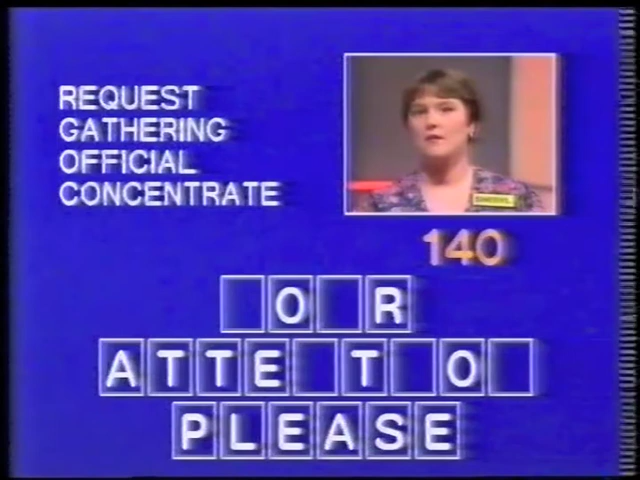 REQUEST
GATHERING
OFFICIAL
CONCENTRATE
140
O R
ATTE T O
PLEASE